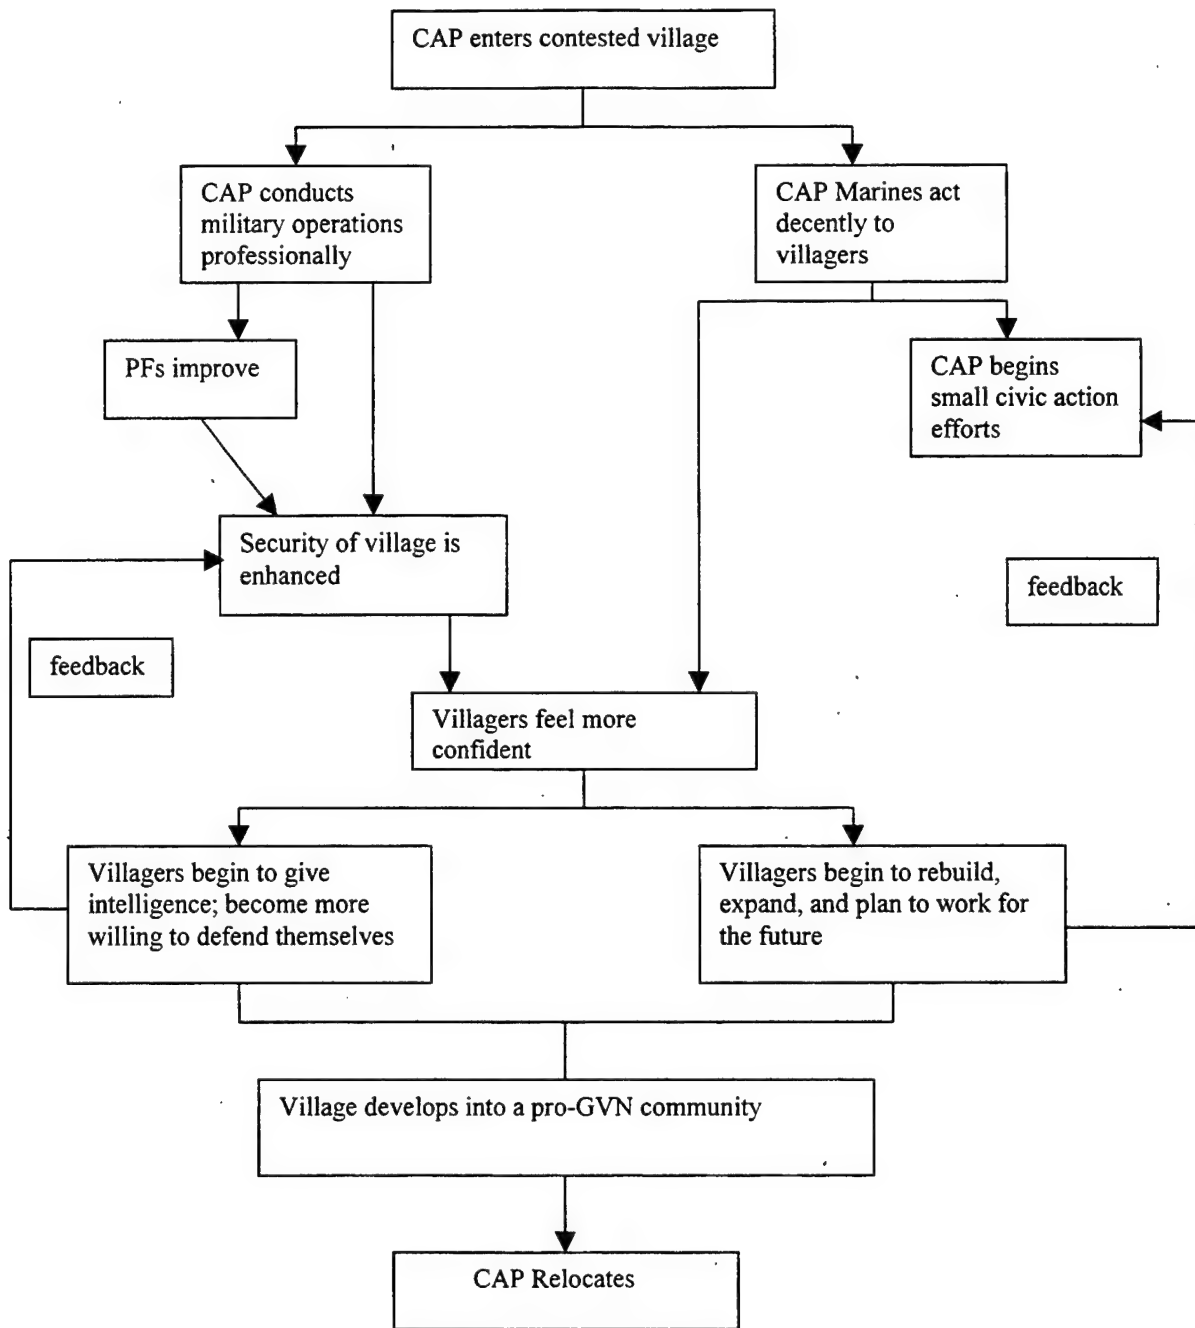 CAP enters contested village
CAP conducts
military operations
professionally
CAP Marines act
decently to
villagers
PFs improve
CAP begins
small civic action
efforts
Security of village is
enhanced
feedback
feedback
Villagers feel more
confident
Villagers begin to give
intelligence; become more
willing to defend themselves
Villagers begin to rebuild,
expand, and plan to work for
the future
Village develops into a pro-GVN community
CAP Relocates